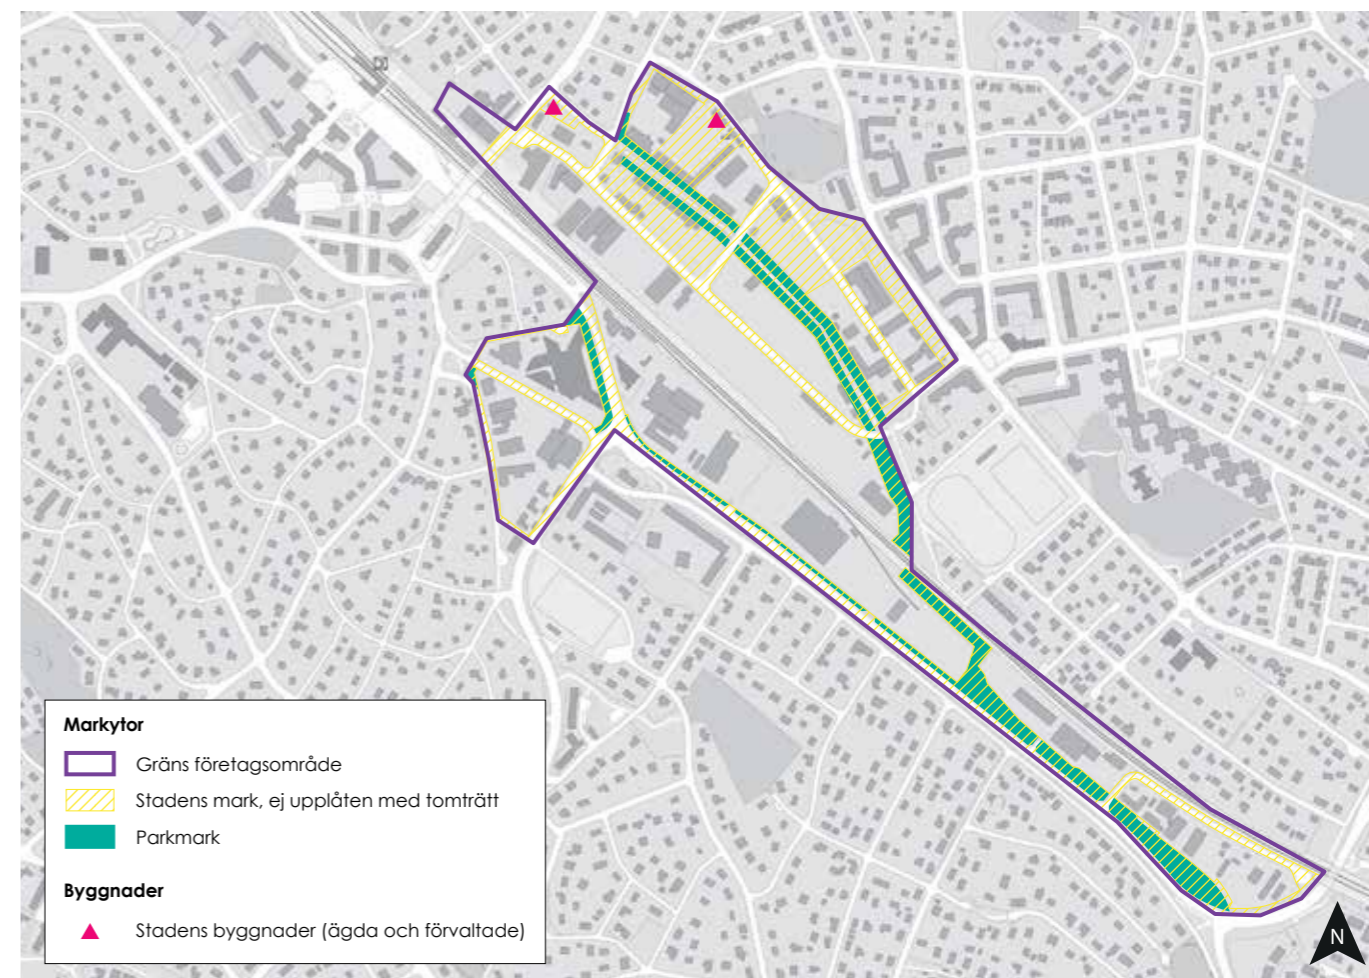 Markytor
Gräns företagsområde
Stadens mark, ej upplåten med tomträtt
Parkmark
Byggnader
Stadens byggnader (ägda och förvaltade)
N